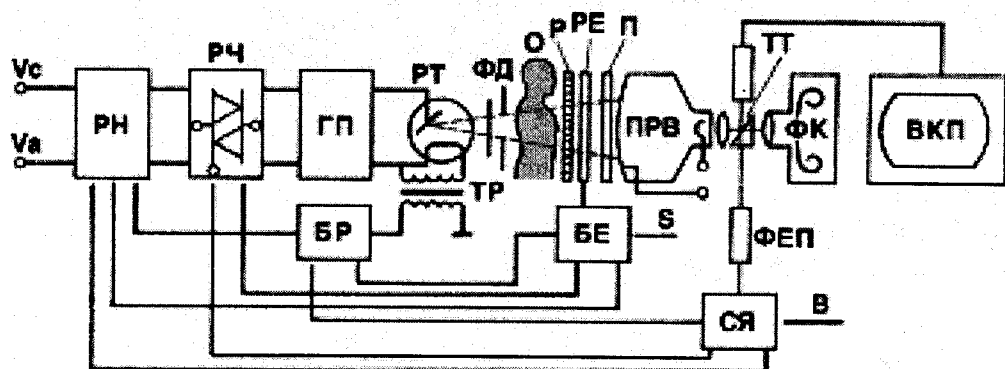 Vc
Va
РН
РЧ
ГП
РТ
ФД
О
Р
РЕ
П
ПРВ
ТТ
ФК
ВКП
ТР
БР
БЕ
S
ФЕП
СЯ
В